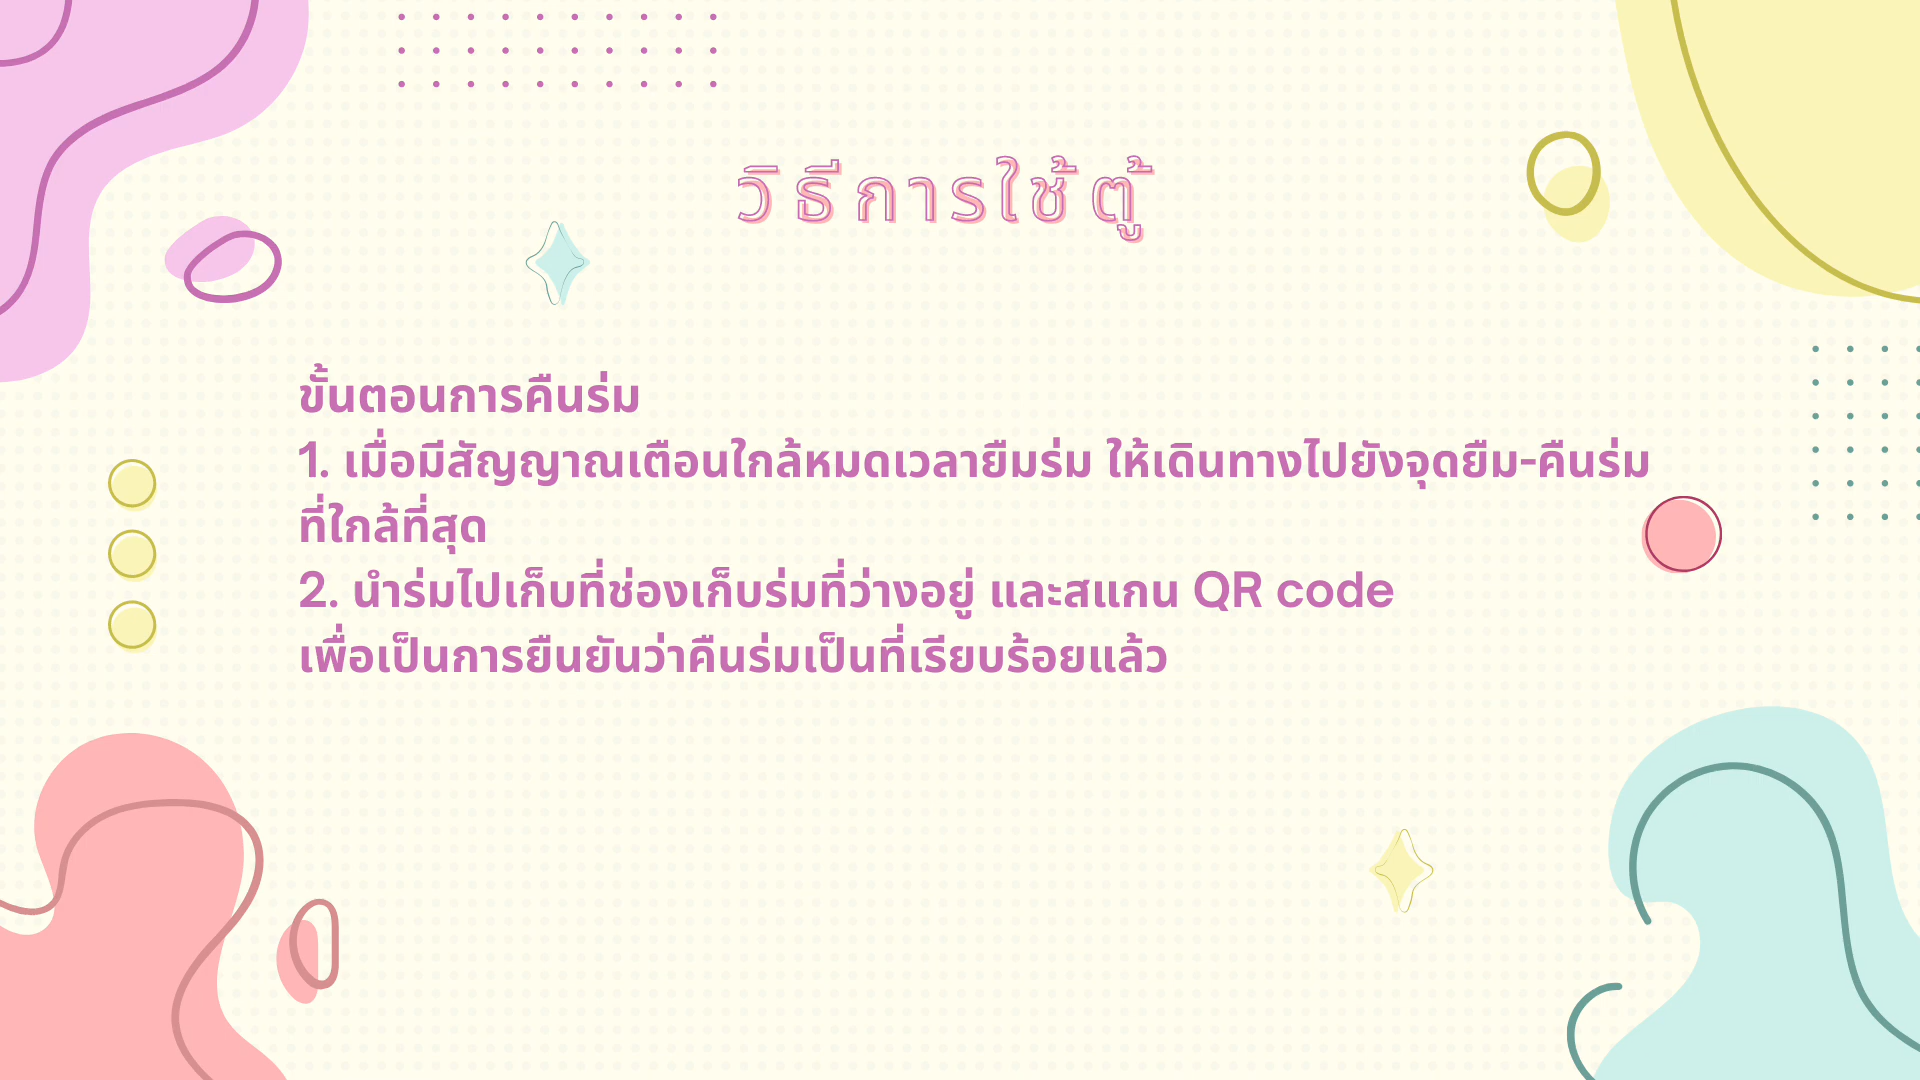 วิธีการใช้ตู้
ขั้นตอนการคืนร่ม
1. เมื่อมีสัญญาณเตือนใกล้หมดเวลายืมร่ม ให้เดินทางไปยังจุดยืม-คืนร่ม
ที่ใกล้ที่สุด
2. นำร่มไปเก็บที่ช่องเก็บร่มที่ว่างอยู่ และสแกน QR code
เพื่อเป็นการยืนยันว่าคืนร่มเป็นที่เรียบร้อยแล้ว